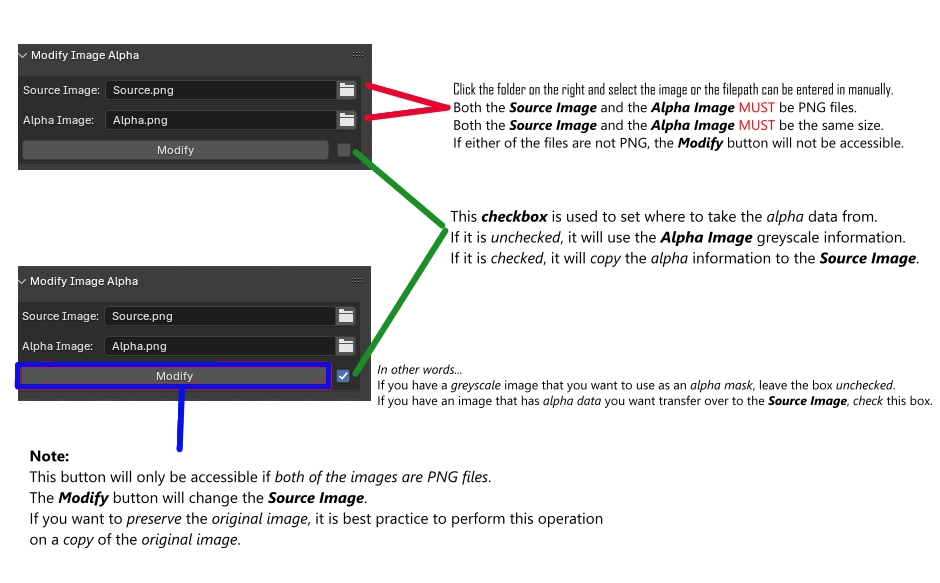 Modify Image Alpha
Source Image: Source.png
Alpha Image: Alpha.png
Modify
Click the folder on the right and select the image or the filepath can be entered in manually.
Both the Source Image and the Alpha Image MUST be PNG files.
Both the Source Image and the Alpha Image MUST be the same size.
If either of the files are not PNG, the Modify button will not be accessible.
This checkbox is used to set where to take the alpha data from.
If it is unchecked, it will use the Alpha Image greyscale information.
If it is checked, it will copy the alpha information to the Source Image.
Modify Image Alpha
Source Image: Source.png
Alpha Image: Alpha.png
Modify
In other words...
If you have a greyscale image that you want to use as an alpha mask, leave the box unchecked.
If you have an image that has alpha data you want transfer over to the Source Image, check this box.
Note:
This button will only be accessible if both of the images are PNG files.
The Modify button will change the Source Image.
If you want to preserve the original image, it is best practice to perform this operation
on a copy of the original image.